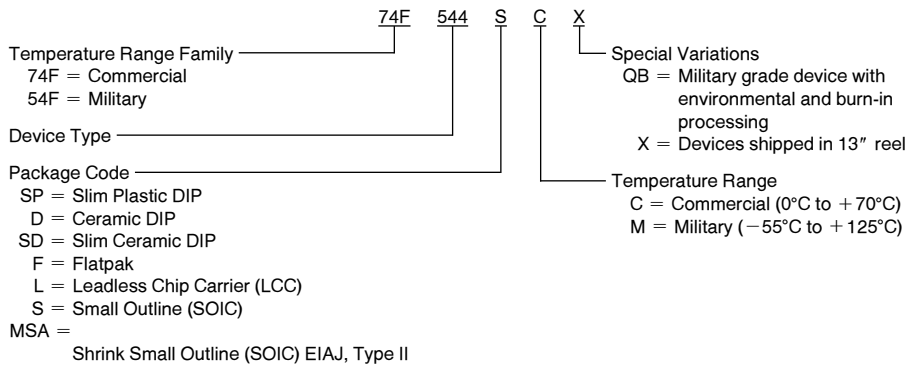 74F 544 S C X
Temperature Range Family
74F = Commercial
54F = Military
Device Type
Package Code
SP = Slim Plastic DIP
D = Ceramic DIP
SD = Slim Ceramic DIP
F = Flatpak
L = Leadless Chip Carrier (LCC)
S = Small Outline (SOIC)
MSA =
Shrink Small Outline (SOIC) EIAJ, Type II
Special Variations
QB = Military grade device with
environmental and burn-in
processing
X = Devices shipped in 13″ reel
Temperature Range
C = Commercial (0°C to +70°C)
M = Military (−55°C to +125°C)